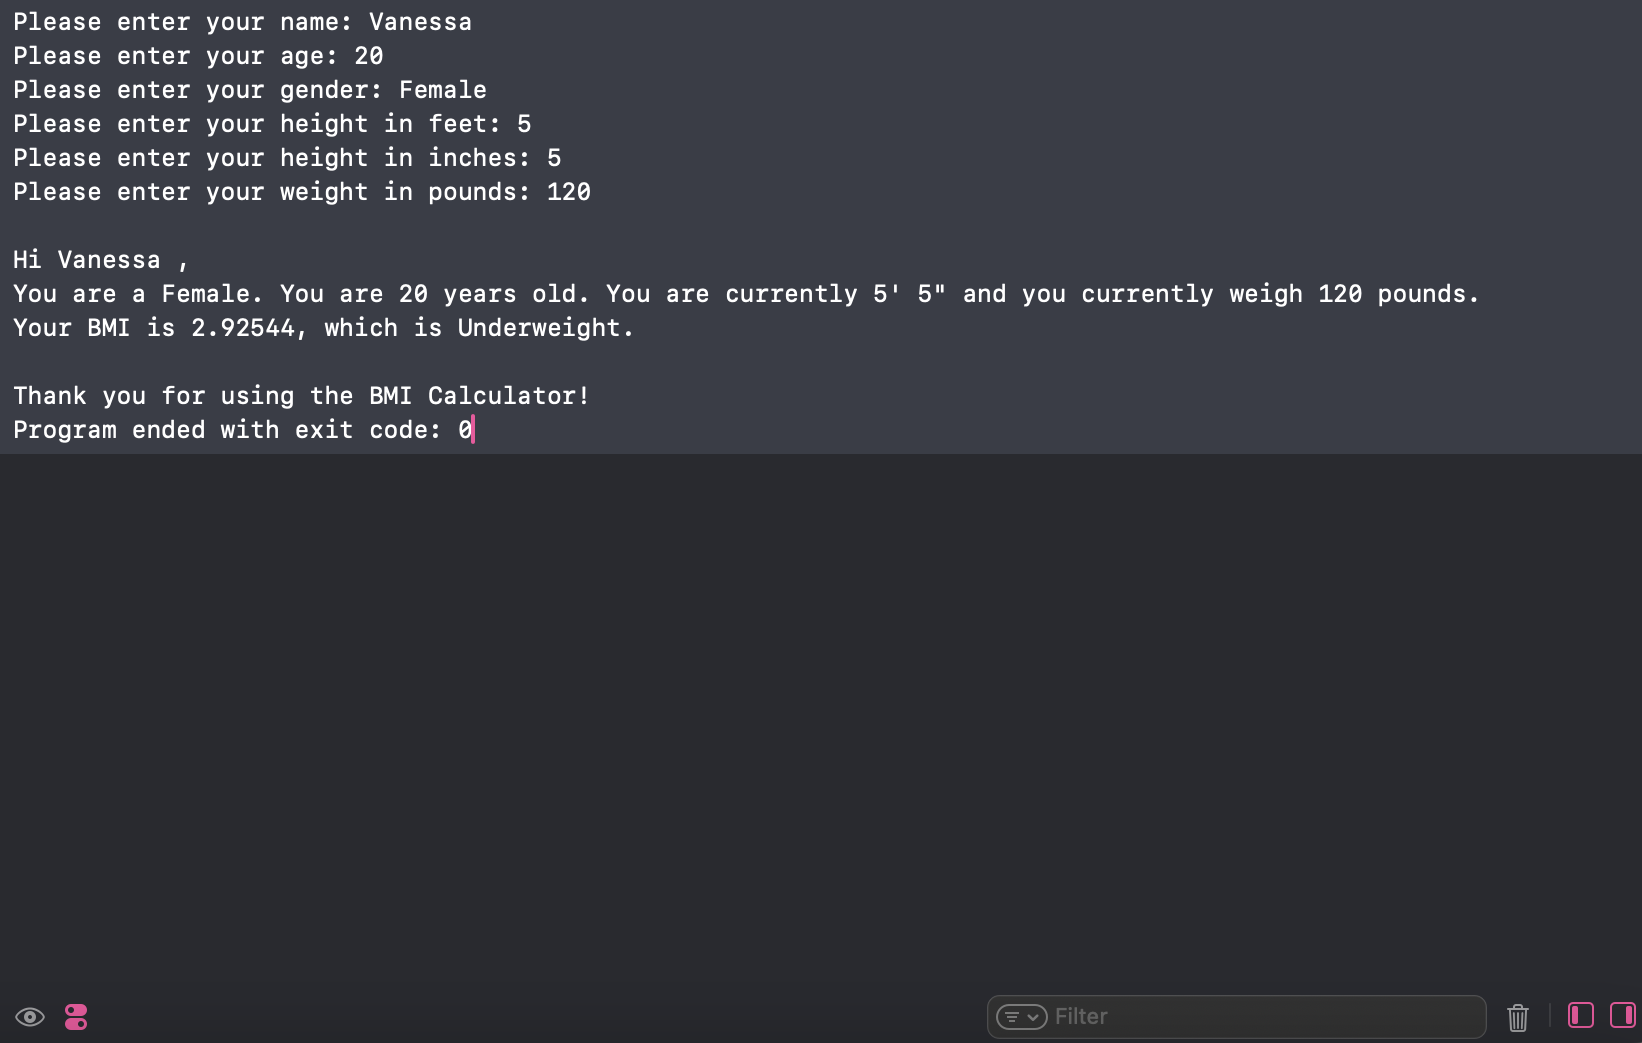 Please enter your name: Vanessa
Please enter your age: 20
Please enter your gender: Female
Please enter your height in feet: 5
Please enter your height in inches: 5
Please enter your weight in pounds: 120
Hi Vanessa ,
You are a Female. You are 20 years old. You are currently 5' 5" and you currently weigh 120 pounds.
Your BMI is 2.92544, which is Underweight.
Thank you for using the BMI Calculator!
Program ended with exit code: 0
Filter